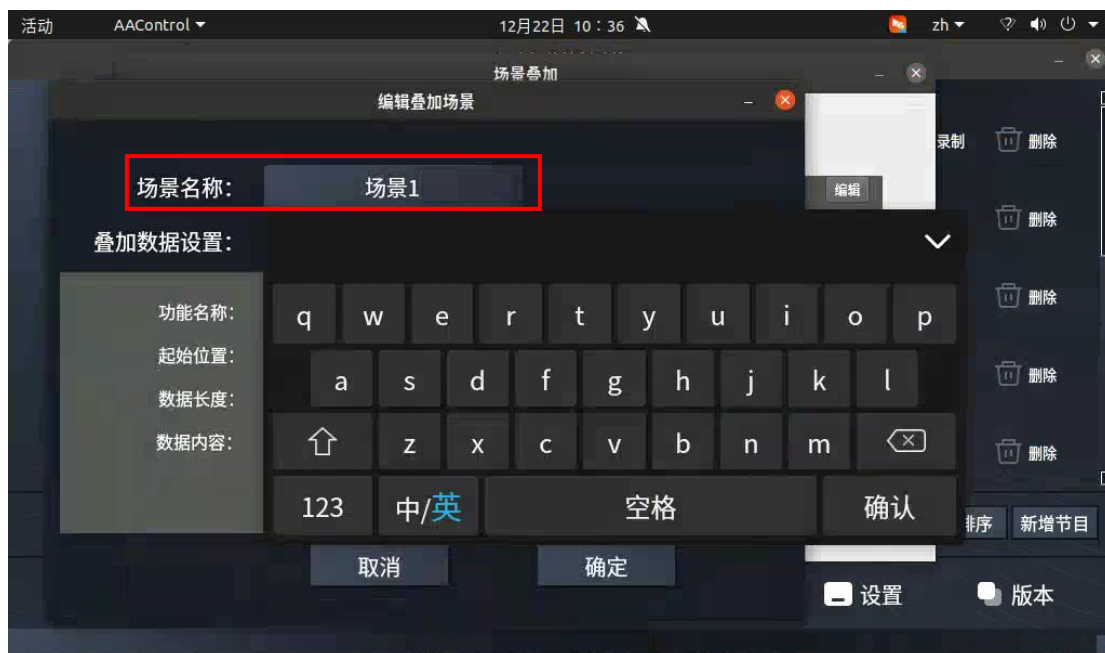 活动 AAControl 12月22日 10：36 zh
场景叠加
编辑叠加场景
录制 删除
场景名称： 场景1
编辑
删除
叠加数据设置：
功能名称：
删除
q w e r t y u i o p
起始位置：
a s d f g h j k l
删除
数据长度：
数据内容：
z x c v b n m
删除
123 中/英 空格 确认
排序 新增节目
取消 确定
设置 版本